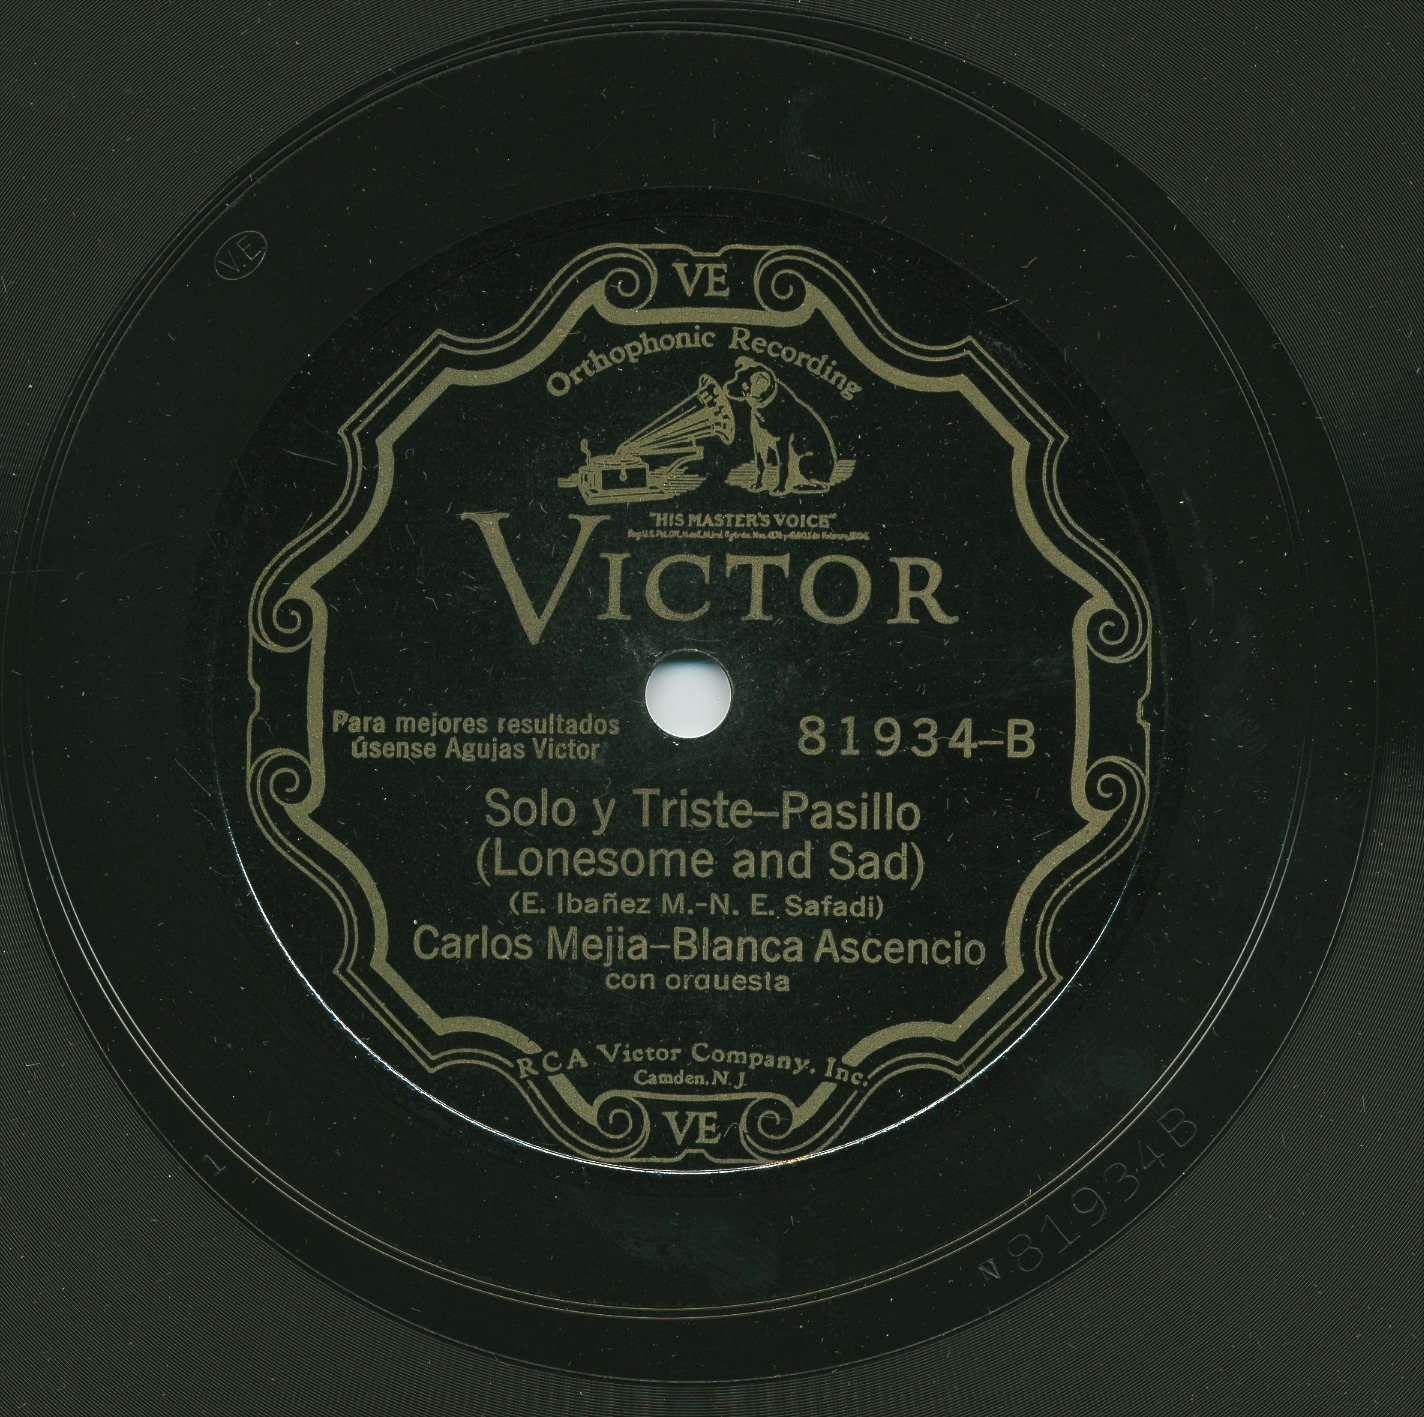 VE
VE
Orthophonic Recording
"HIS MASTER'S VOICE"
VICTOR
Para mejores resultados
úsense Agujas Victor
81934-B
Solo y Triste-Pasillo
(Lonesome and Sad)
(E. Ibañez M.-N. E. Safadi)
Carlos Mejia-Blanca Ascencio
con orquesta
RCA Victor Company, Inc.
Camden, N. J.
VE
1
N 81934B